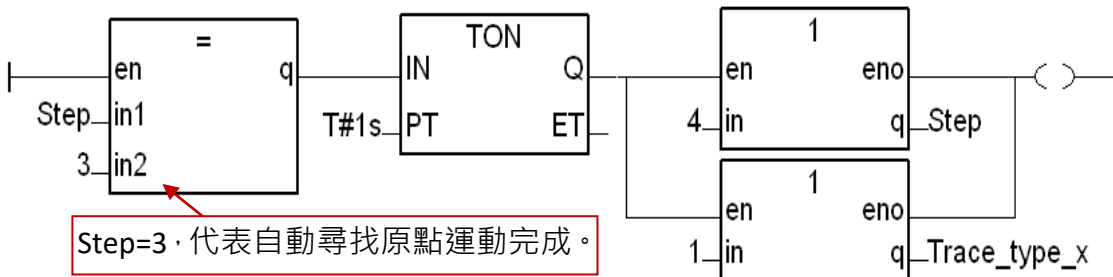 =
en q
Step in1
3 in2
TON
IN Q
T#1s PT ET
1
en eno
4 in q Step
1
en eno
1 in q Trace_type_x
Step=3，代表自動尋找原點運動完成。